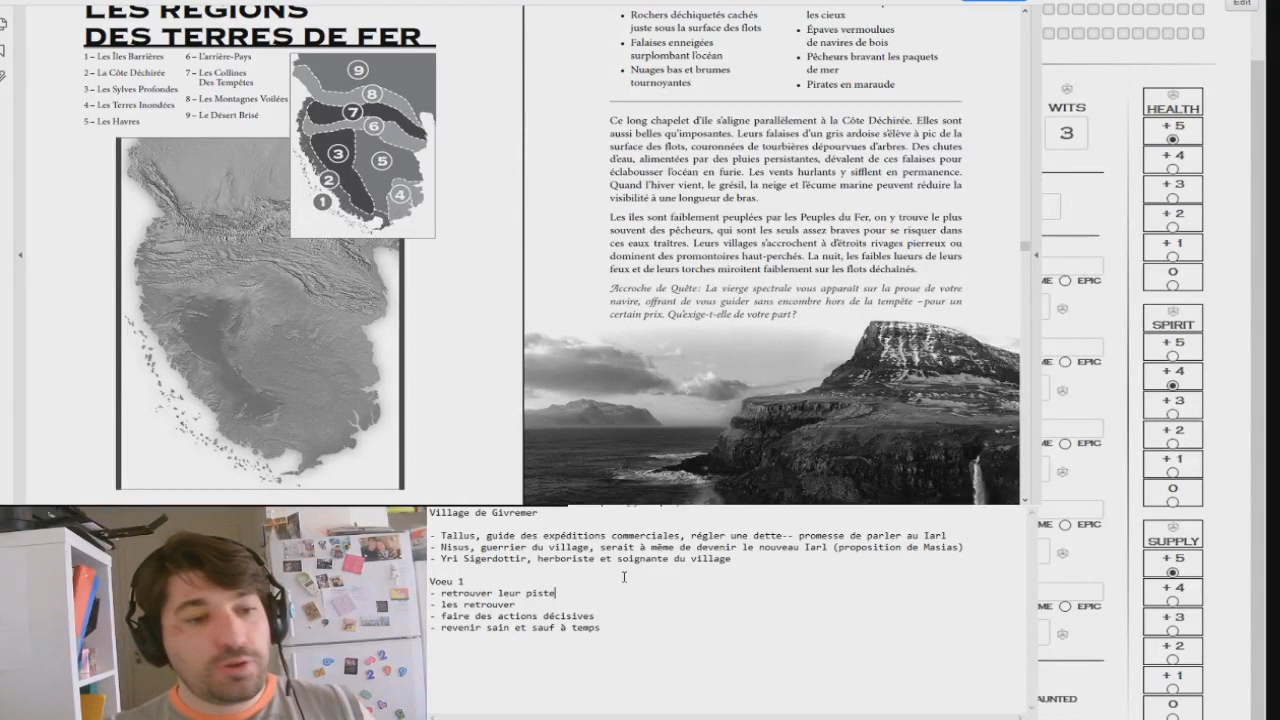 LES RÉGIONS
DES TERRES DE FER
1 – Les Îles Barrières
2 – La Côte Déchirée
3 – Les Sylves Profondes
4 – Les Terres Inondées
5 – Les Havres
6 – L'arrière-Pays
7 – Les Collines
Des Tempêtes
8 – Les Montagnes Voilées
9 – Le Désert Brisé
9
8
7
6
3
5
2
4
1
• Rochers déchiquetés cachés
juste sous la surface des flots
• Falaises enneigées
surplombant l'océan
• Nuages bas et brumes
tournoyantes
les cieux
• Épaves vermoulues
de navires de bois
• Pêcheurs bravant les paquets
de mer
• Pirates en maraude
Ce long chapelet d'île s'aligne parallèlement à la Côte Déchirée. Elles sont
aussi belles qu'imposantes. Leurs falaises d'un gris ardoise s'élève à pic de la
surface des flots, couronnées de tourbières dépourvues d'arbres. Des chutes
d'eau, alimentées par des pluies persistantes, dévalent de ces falaises pour
éclabousser l'océan en furie. Les vents hurlants y sifflent en permanence.
Quand l'hiver vient, le grésil, la neige et l'écume marine peuvent réduire la
visibilité à une longueur de bras.
Les îles sont faiblement peuplées par les Peuples du Fer, on y trouve le plus
souvent des pêcheurs, qui sont les seuls assez braves pour se risquer dans
ces eaux traîtres. Leurs villages s'accrochent à d'étroits rivages pierreux ou
dominent des promontoires haut-perchés. La nuit, les faibles lueurs de leurs
feux et de leurs torches miroitent faiblement sur les flots déchaînés.
Accroche de Quête : La vierge spectrale vous apparaît sur la proue de votre
navire, offrant de vous guider sans encombre hors de la tempête – pour un
certain prix. Qu'exige-t-elle de votre part ?
Village de Givremer
- Tallus, guide des expéditions commerciales, régler une dette-- promesse de parler au Iarl
- Nisus, guerrier du village, serait à même de devenir le nouveau Iarl (proposition de Masias)
- Yri Sigerdottir, herboriste et soignante du village
Voeu 1
- retrouver leur piste
- les retrouver
- faire des actions décisives
- revenir sain et sauf à temps
Edit
WITS
3
ME EPIC
ME EPIC
ME EPIC
ME EPIC
ME EPIC
AUNTED
HEALTH
+ 5
+ 4
+ 3
+ 2
+ 1
0
SPIRIT
+ 5
+ 4
+ 3
+ 2
+ 1
0
SUPPLY
+ 5
+ 4
+ 3
+ 2
+ 1
0